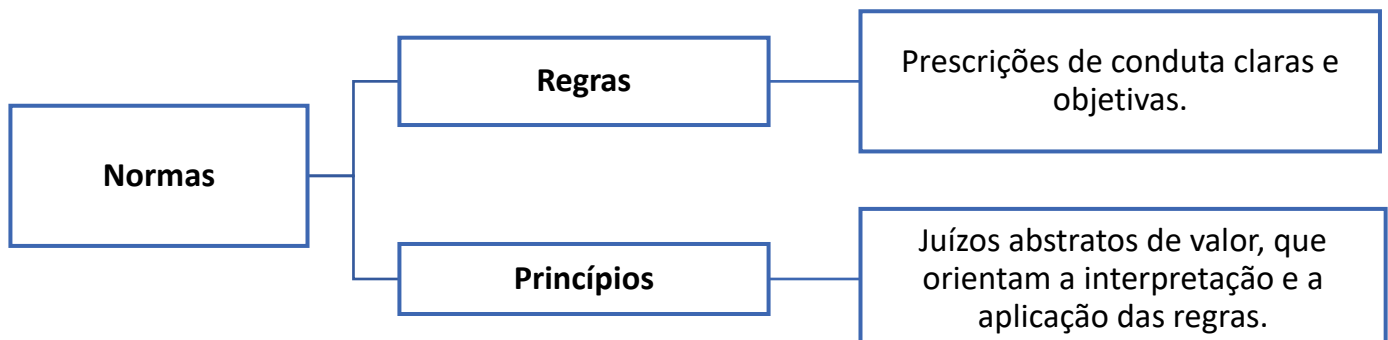 Normas
Regras
Prescrições de conduta claras e
objetivas.
Princípios
Juízos abstratos de valor, que
orientam a interpretação e a
aplicação das regras.